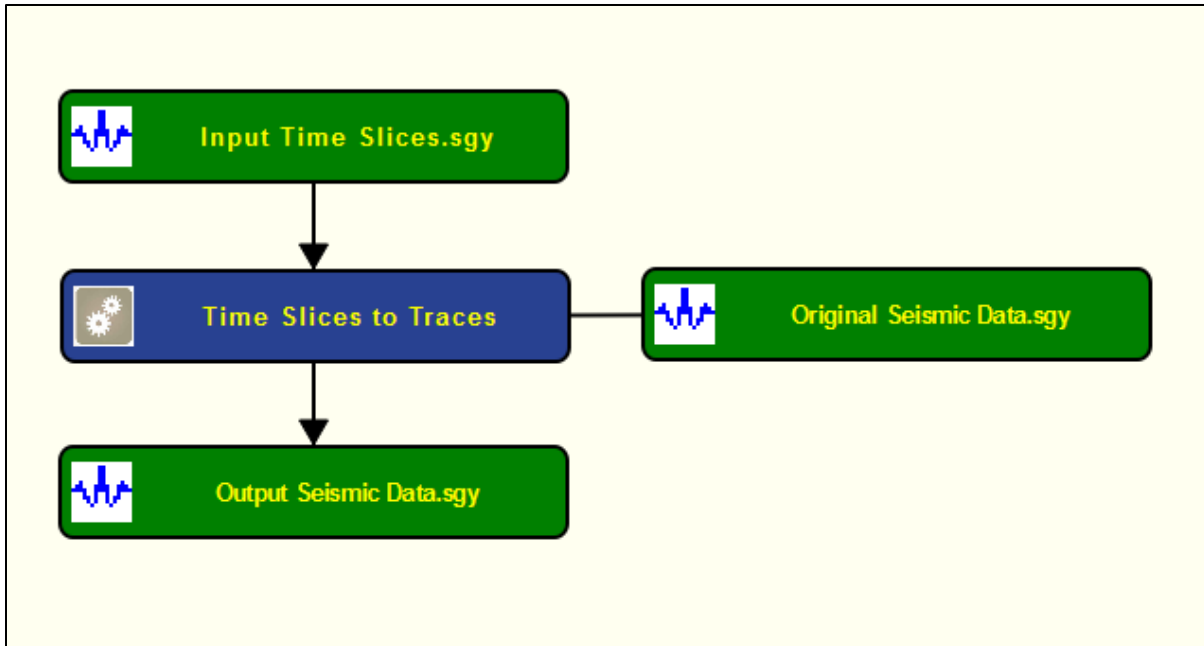 Input Time Slices.sgy
Time Slices to Traces
Original Seismic Data.sgy
Output Seismic Data.sgy